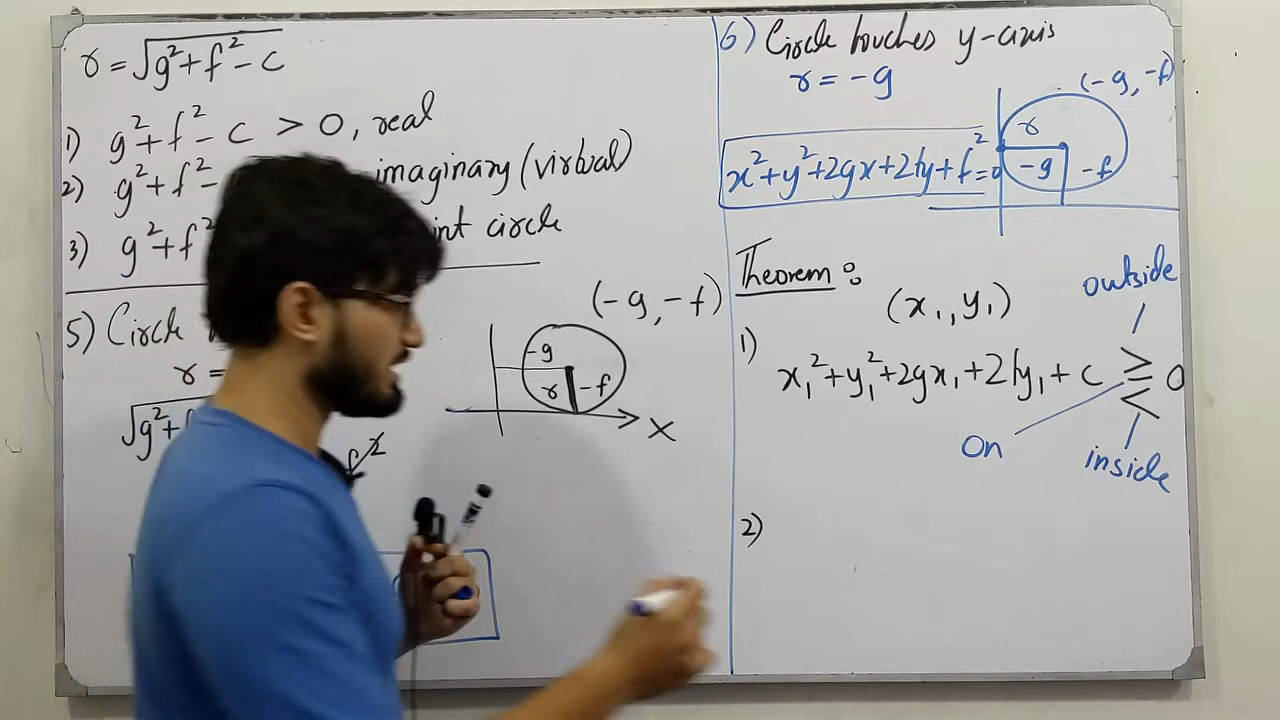 r = √g²+f²-c
1) g²+f²-c > 0, real
2) g²+f²- imaginary (virtual)
3) g²+f² int circle
5) Circle
r =
√g²+
f²
(-g, -f)
-g
r -f
X
6) Circle touches y-axis
r = -g
(-g, -f)
r
-g -f
x²+y²+2gx+2fy+f²=0
Theorem:
(x₁, y₁)
outside
1) x₁²+y₁²+2gx₁+2fy₁+c ⋛ 0
On
inside
2)